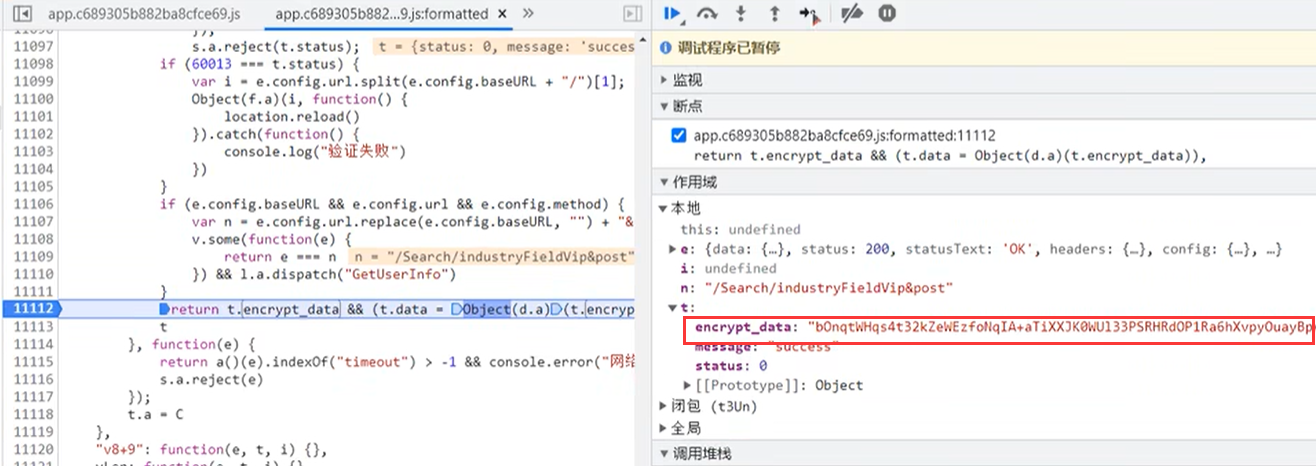 app.c689305b882ba8cfce69.js
app.c689305b882...9.js:formatted ×
11097 s.a.reject(t.status); t = {status: 0, message: 'succes
11098 if (60013 === t.status) {
11099 var i = e.config.url.split(e.config.baseURL + "/")[1];
11100 Object(f.a)(i, function() {
11101 location.reload()
11102 }).catch(function() {
11103 console.log("验证失败")
11104 })
11105 }
11106 if (e.config.baseURL && e.config.url && e.config.method) {
11107 var n = e.config.url.replace(e.config.baseURL, "") + "&
11108 v.some(function(e) {
11109 return e === n n = "/Search/industryFieldVip&post"
11110 }) && l.a.dispatch("GetUserInfo")
11111 }
11112 return t.encrypt_data && (t.data = Object(d.a)(t.encryp
11113 t
11114 }, function(e) {
11115 return a()(e).indexOf("timeout") > -1 && console.error("网络
11116 s.a.reject(e)
11117 });
11118 t.a = C
11119 },
11120 "v8+9": function(e, t, i) {},
调试程序已暂停
监视
断点
app.c689305b882ba8cfce69.js:formatted:11112
return t.encrypt_data && (t.data = Object(d.a)(t.encrypt_data)),
作用域
本地
this: undefined
e: {data: {…}, status: 200, statusText: 'OK', headers: {…}, config: {…}, …}
i: undefined
n: "/Search/industryFieldVip&post"
t:
encrypt_data: "bOnqtWHqs4t32kZeWEzfoNqIA+aTiXXJK0WUl33PSRHRdOP1Ra6hXvpyOuayBp
message: "success"
status: 0
[[Prototype]]: Object
闭包 (t3Un)
全局
调用堆栈